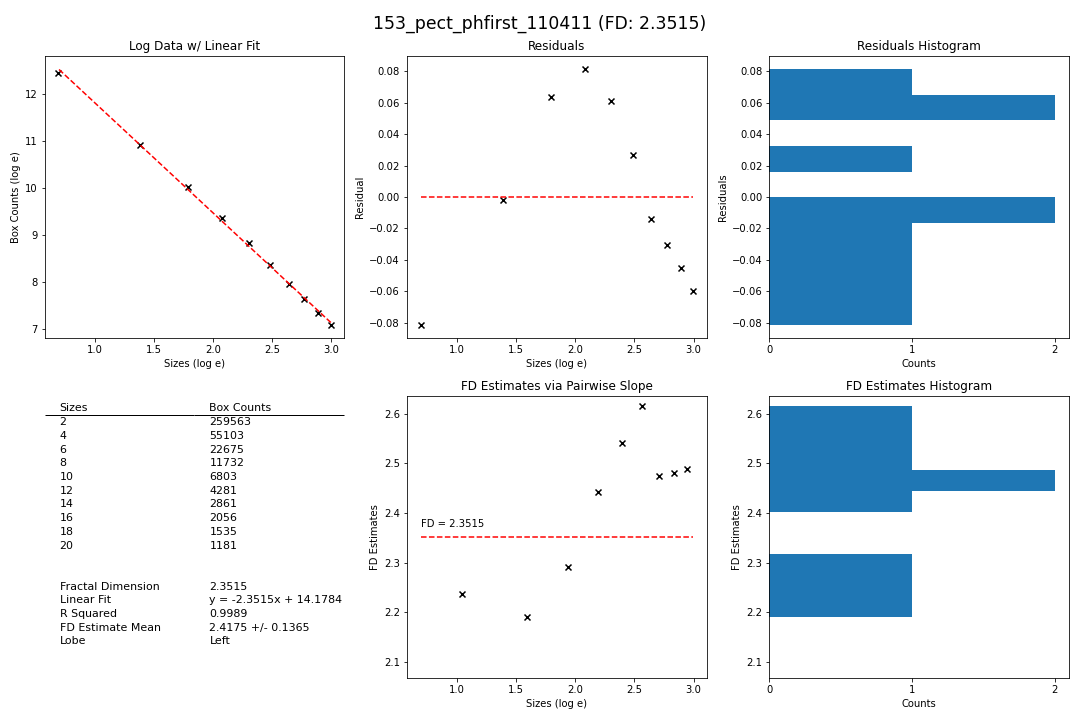 153_pect_phfirst_110411 (FD: 2.3515)
Log Data w/ Linear Fit
Box Counts (log e)
12
11
10
9
8
7
1.0 1.5 2.0 2.5 3.0
Sizes (log e)
Residuals
Residual
0.08
0.06
0.04
0.02
0.00
−0.02
−0.04
−0.06
−0.08
1.0 1.5 2.0 2.5 3.0
Sizes (log e)
Residuals Histogram
Residuals
0.08
0.06
0.04
0.02
0.00
−0.02
−0.04
−0.06
−0.08
0 1 2
Counts
Sizes Box Counts
2 259563
4 55103
6 22675
8 11732
10 6803
12 4281
14 2861
16 2056
18 1535
20 1181
Fractal Dimension 2.3515
Linear Fit y = -2.3515x + 14.1784
R Squared 0.9989
FD Estimate Mean 2.4175 +/- 0.1365
Lobe Left
FD Estimates via Pairwise Slope
FD Estimates
2.6
2.5
2.4
2.3
2.2
2.1
FD = 2.3515
1.0 1.5 2.0 2.5 3.0
Sizes (log e)
FD Estimates Histogram
FD Estimates
2.6
2.5
2.4
2.3
2.2
2.1
0 1 2
Counts